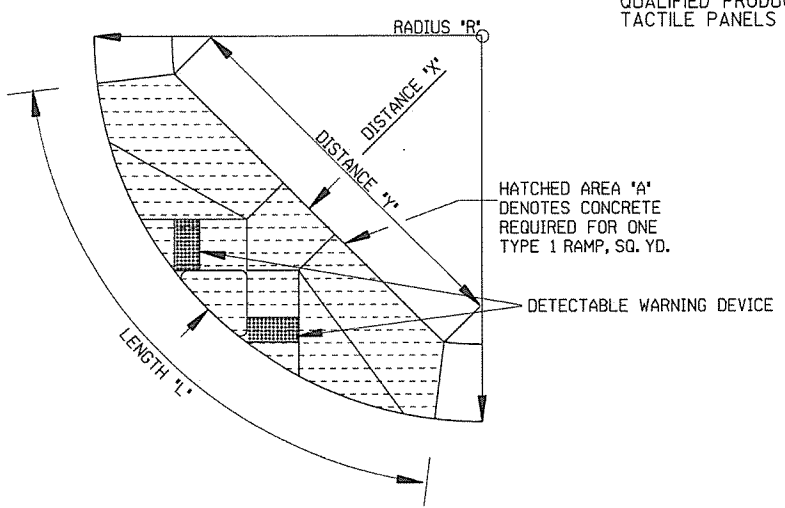 QUALIFIED PRODU
TACTILE PANELS
RADIUS "R"
DISTANCE "X"
DISTANCE "Y"
HATCHED AREA "A"
DENOTES CONCRETE
REQUIRED FOR ONE
TYPE 1 RAMP, SQ. YD.
DETECTABLE WARNING DEVICE
LENGTH "L"